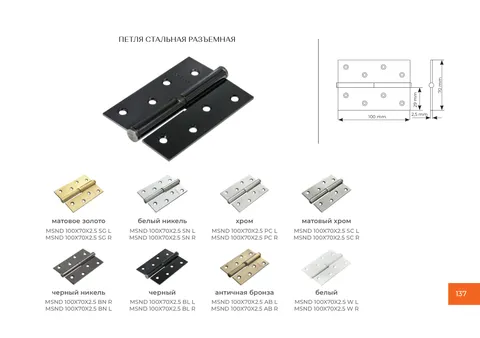 ПЕТЛЯ СТАЛЬНАЯ РАЗЪЕМНАЯ
70 mm
29 mm
100 mm
2,5 mm
матовое золото
MSND 100X70X2.5 SG L
MSND 100X70X2.5 SG R
белый никель
MSND 100X70X2.5 SN L
MSND 100X70X2.5 SN R
хром
MSND 100X70X2.5 PC L
MSND 100X70X2.5 PC R
матовый хром
MSND 100X70X2.5 SC L
MSND 100X70X2.5 SC R
черный никель
MSND 100X70X2.5 BN R
MSND 100X70X2.5 BN L
черный
MSND 100X70X2.5 BL L
MSND 100X70X2.5 BL R
античная бронза
MSND 100X70X2.5 AB L
MSND 100X70X2.5 AB R
белый
MSND 100X70X2.5 W L
MSND 100X70X2.5 W R
137